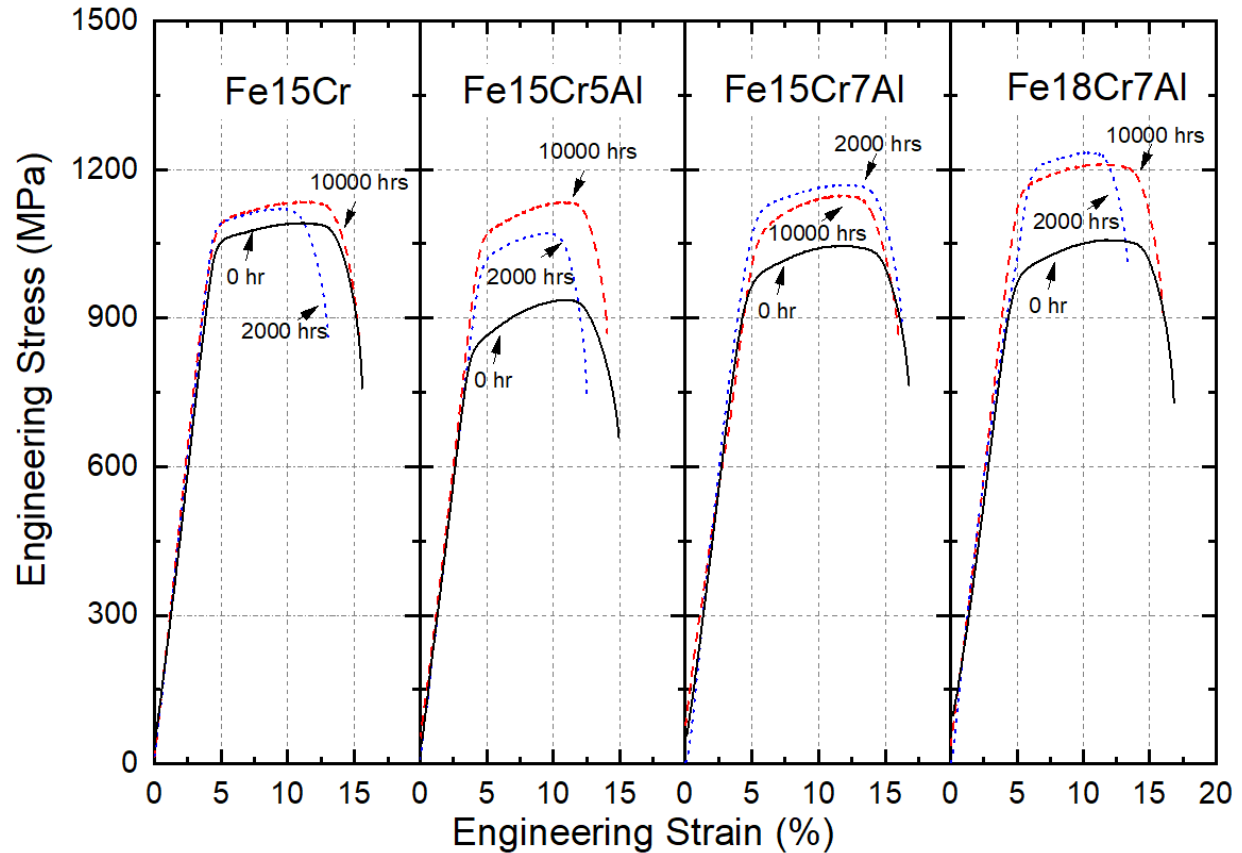 Engineering Stress (MPa)
1500
1200
900
600
300
0
Fe15Cr
10000 hrs
0 hr
2000 hrs
Fe15Cr5Al
10000 hrs
2000 hrs
0 hr
Fe15Cr7Al
2000 hrs
10000 hrs
0 hr
Fe18Cr7Al
10000 hrs
2000 hrs
0 hr
0 5 10 15 0 5 10 15 0 5 10 15 0 5 10 15 20
Engineering Strain (%)